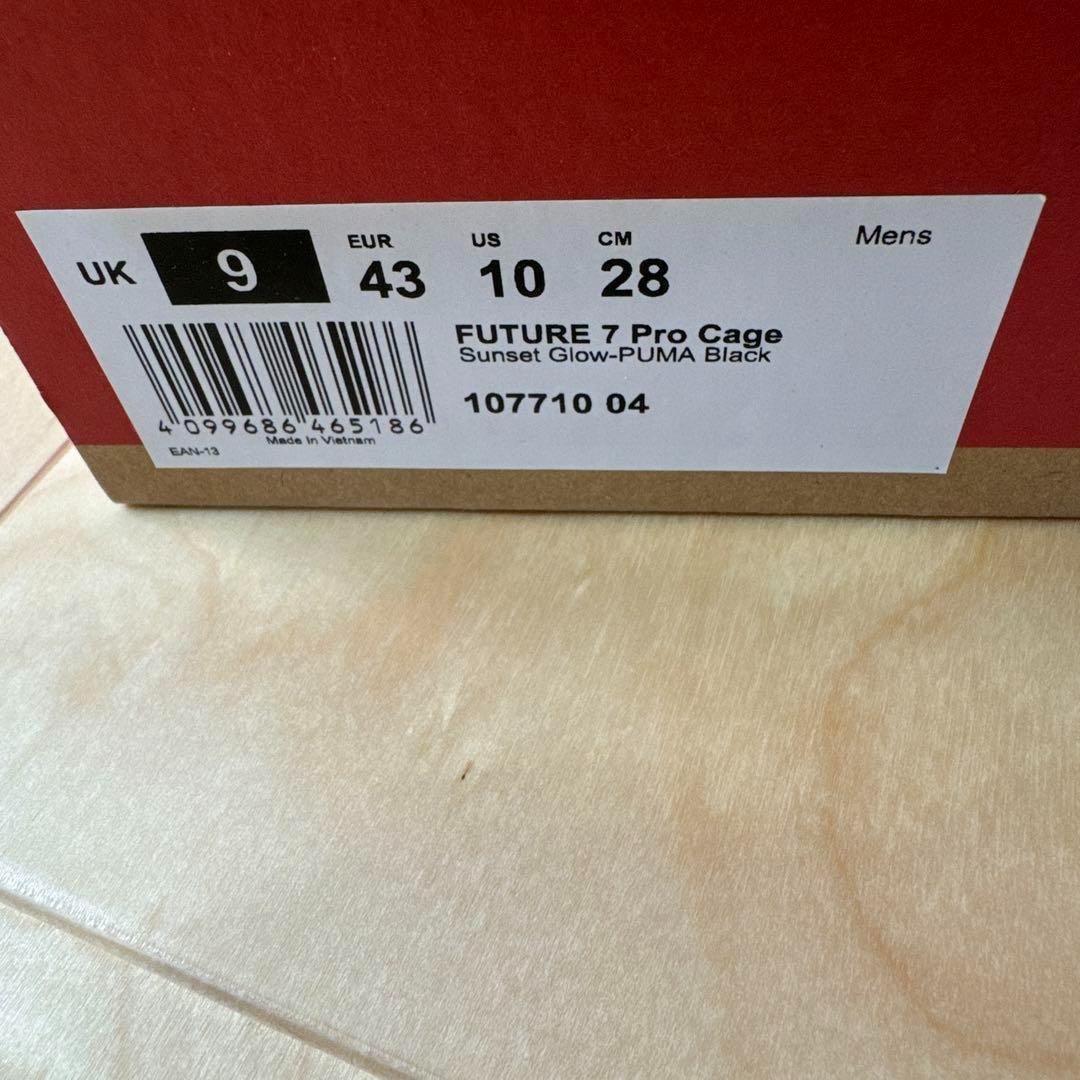 UK 9
EUR 43
US 10
CM 28
Mens
FUTURE 7 Pro Cage
Sunset Glow-PUMA Black
107710 04
4 099686 465186
Made in Vietnam
EAN-13